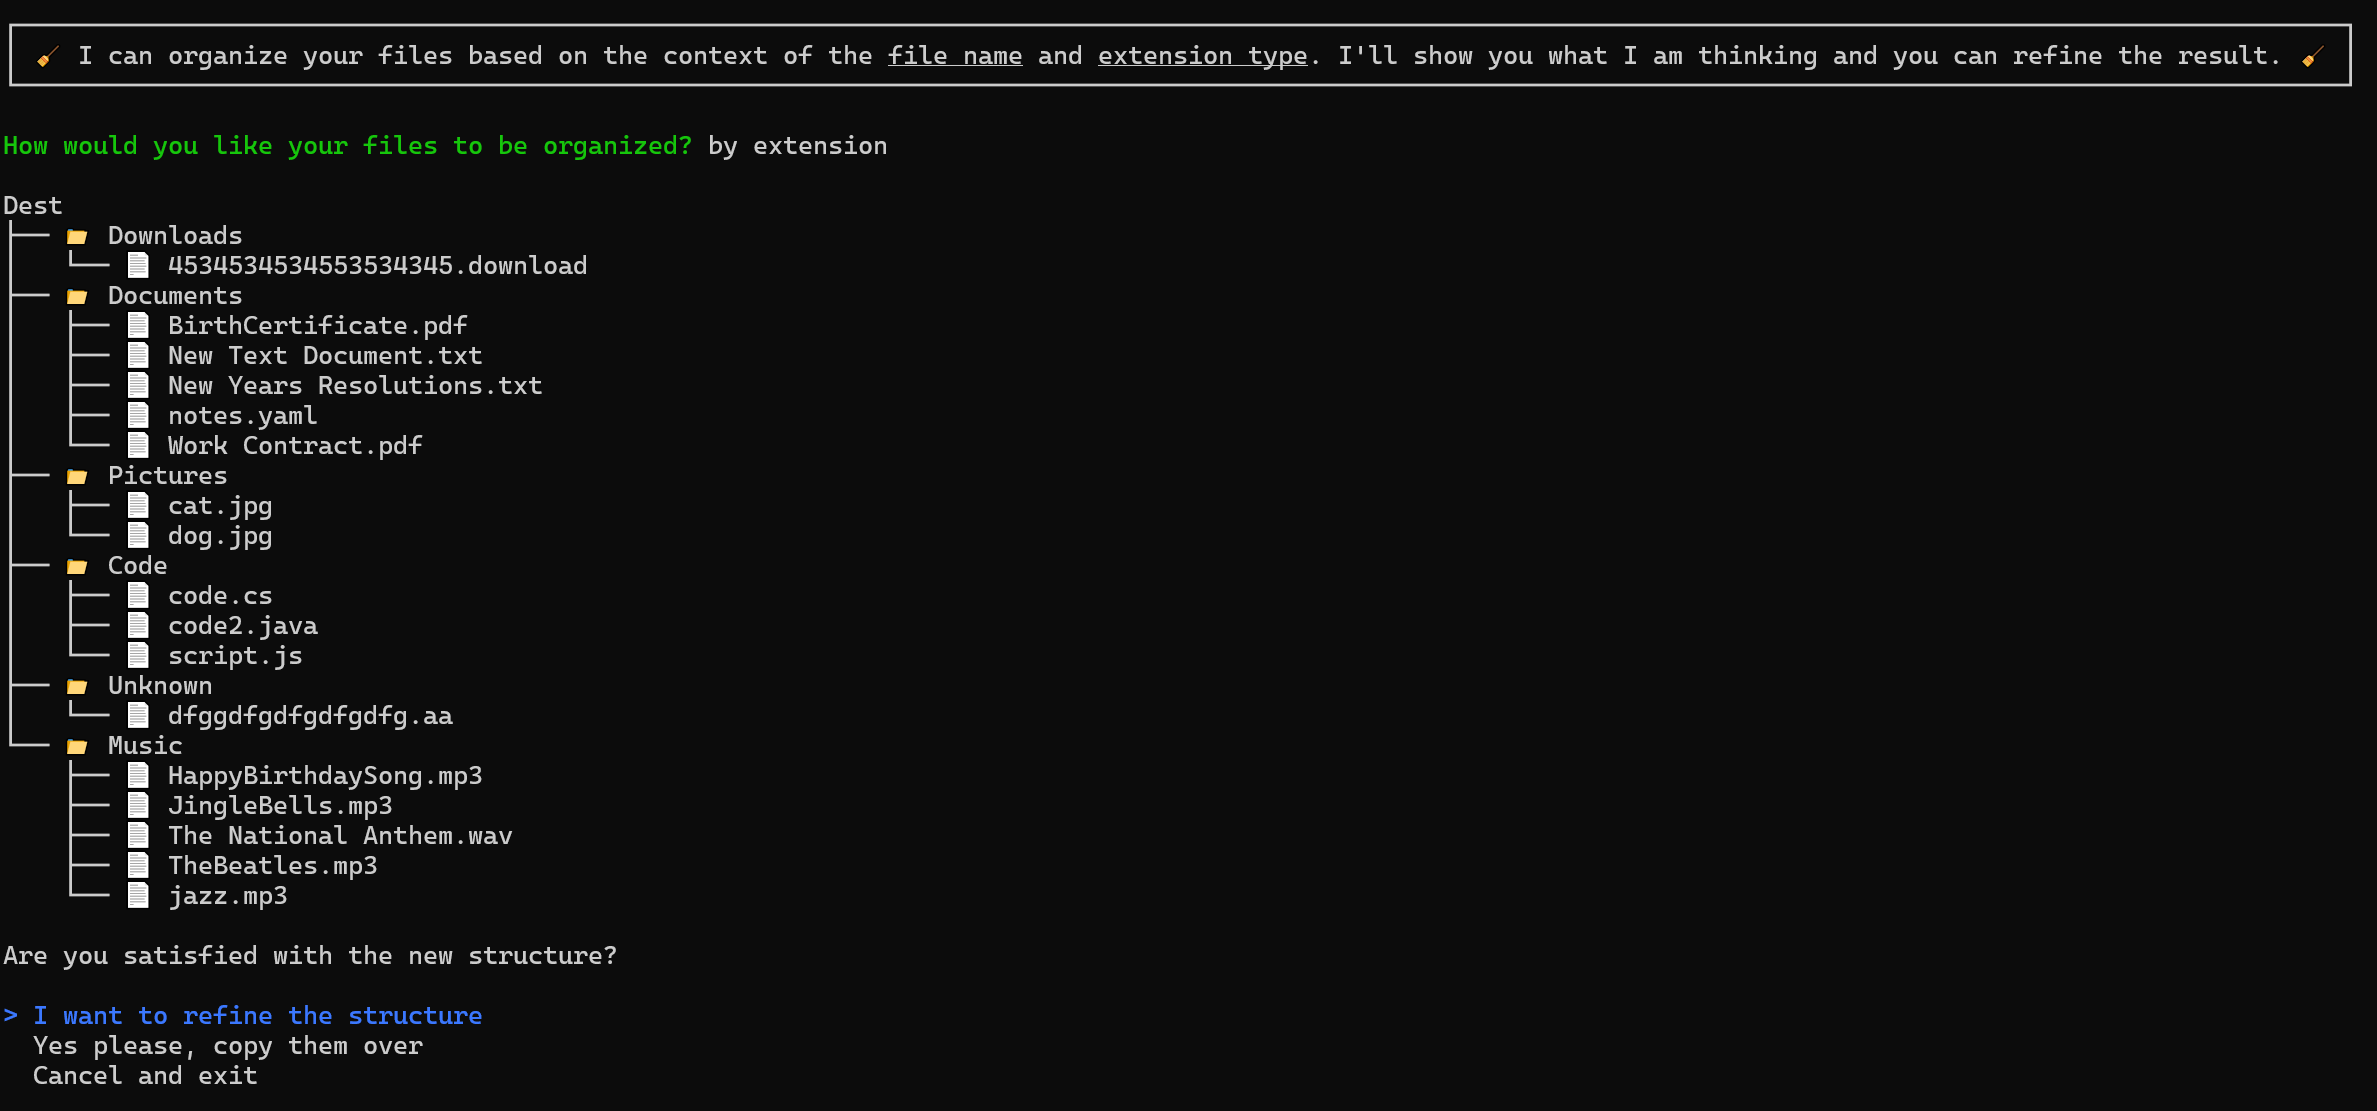 I can organize your files based on the context of the file name and extension type. I'll show you what I am thinking and you can refine the result.
How would you like your files to be organized? by extension
Dest
Downloads
4534534534553534345.download
Documents
BirthCertificate.pdf
New Text Document.txt
New Years Resolutions.txt
notes.yaml
Work Contract.pdf
Pictures
cat.jpg
dog.jpg
Code
code.cs
code2.java
script.js
Unknown
dfggdfgdfgdfgdfg.aa
Music
HappyBirthdaySong.mp3
JingleBells.mp3
The National Anthem.wav
TheBeatles.mp3
jazz.mp3
Are you satisfied with the new structure?
> I want to refine the structure
Yes please, copy them over
Cancel and exit